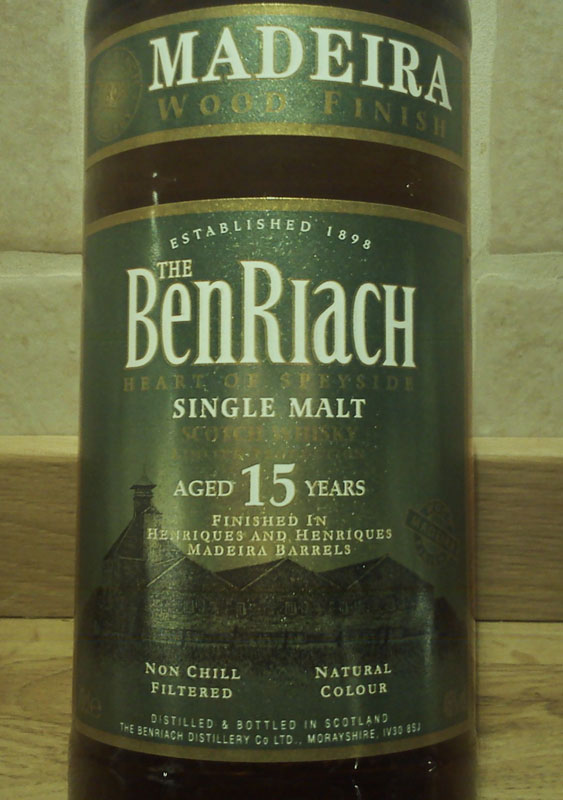 MADEIRA
WOOD FINISH
ESTABLISHED 1898
THE
BENRIACH
HEART OF SPEYSIDE
SINGLE MALT
SCOTCH WHISKY
AGED 15 YEARS
FINISHED IN
HENRIQUES AND HENRIQUES
MADEIRA BARRELS
NON CHILL
FILTERED
NATURAL
COLOUR
DISTILLED & BOTTLED IN SCOTLAND
THE BENRIACH DISTILLERY Co LTD., MORAYSHIRE, IV30 8SJ